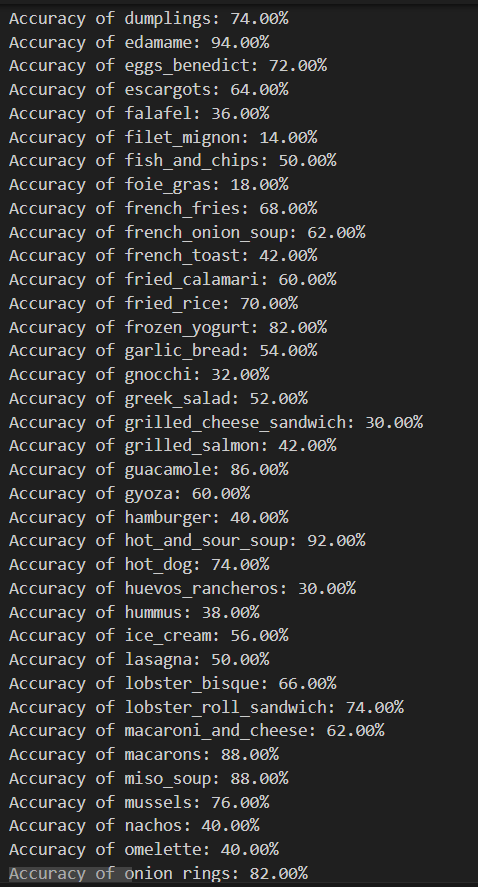 Accuracy of dumplings: 74.00%
Accuracy of edamame: 94.00%
Accuracy of eggs_benedict: 72.00%
Accuracy of escargots: 64.00%
Accuracy of falafel: 36.00%
Accuracy of filet_mignon: 14.00%
Accuracy of fish_and_chips: 50.00%
Accuracy of foie_gras: 18.00%
Accuracy of french_fries: 68.00%
Accuracy of french_onion_soup: 62.00%
Accuracy of french_toast: 42.00%
Accuracy of fried_calamari: 60.00%
Accuracy of fried_rice: 70.00%
Accuracy of frozen_yogurt: 82.00%
Accuracy of garlic_bread: 54.00%
Accuracy of gnocchi: 32.00%
Accuracy of greek_salad: 52.00%
Accuracy of grilled_cheese_sandwich: 30.00%
Accuracy of grilled_salmon: 42.00%
Accuracy of guacamole: 86.00%
Accuracy of gyoza: 60.00%
Accuracy of hamburger: 40.00%
Accuracy of hot_and_sour_soup: 92.00%
Accuracy of hot_dog: 74.00%
Accuracy of huevos_rancheros: 30.00%
Accuracy of hummus: 38.00%
Accuracy of ice_cream: 56.00%
Accuracy of lasagna: 50.00%
Accuracy of lobster_bisque: 66.00%
Accuracy of lobster_roll_sandwich: 74.00%
Accuracy of macaroni_and_cheese: 62.00%
Accuracy of macarons: 88.00%
Accuracy of miso_soup: 88.00%
Accuracy of mussels: 76.00%
Accuracy of nachos: 40.00%
Accuracy of omelette: 40.00%
Accuracy of onion rings: 82.00%